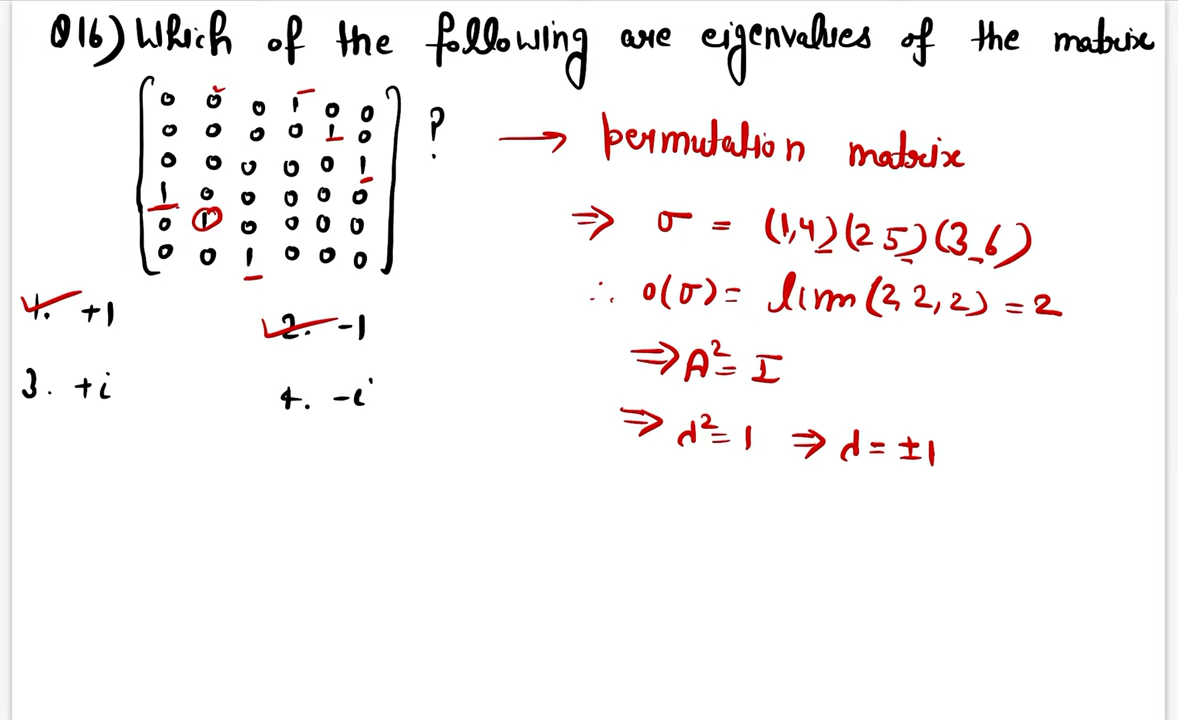 Q16) Which of the following are eigenvalues of the matrix
0 0 0 1 0 0
0 0 0 0 1 0
0 0 0 0 0 1
1 0 0 0 0 0
0 1 0 0 0 0
0 0 1 0 0 0
?
→ permutation matrix
⇒ σ = (1,4)(2 5)(3 6)
∴ o(σ) = lcm(2,2,2) = 2
⇒ A² = I
⇒ λ² = 1 ⇒ λ = ±1
1. +1
2. -1
3. +i
4. -i